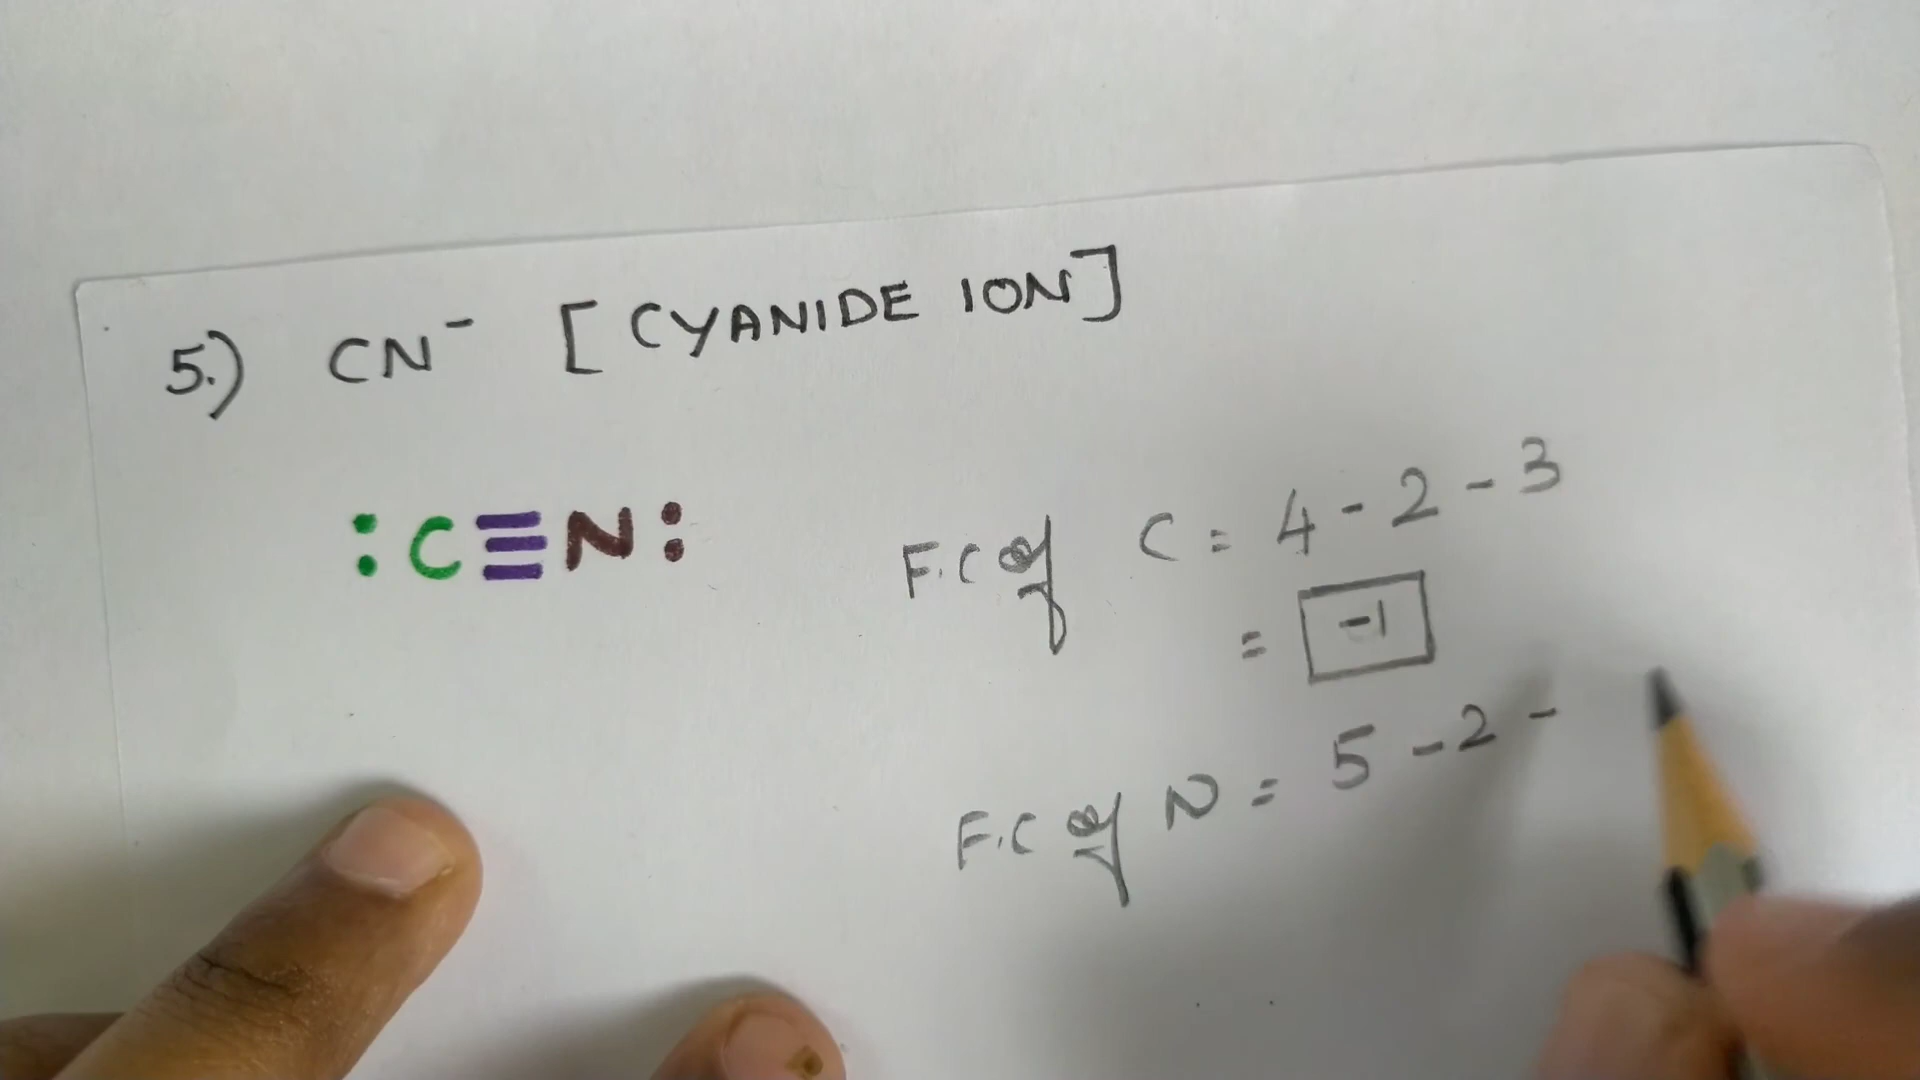 5.) CN⁻ [CYANIDE ION]
:C≡N:
F.C of C = 4 - 2 - 3
= -1
F.C of N = 5 - 2 -